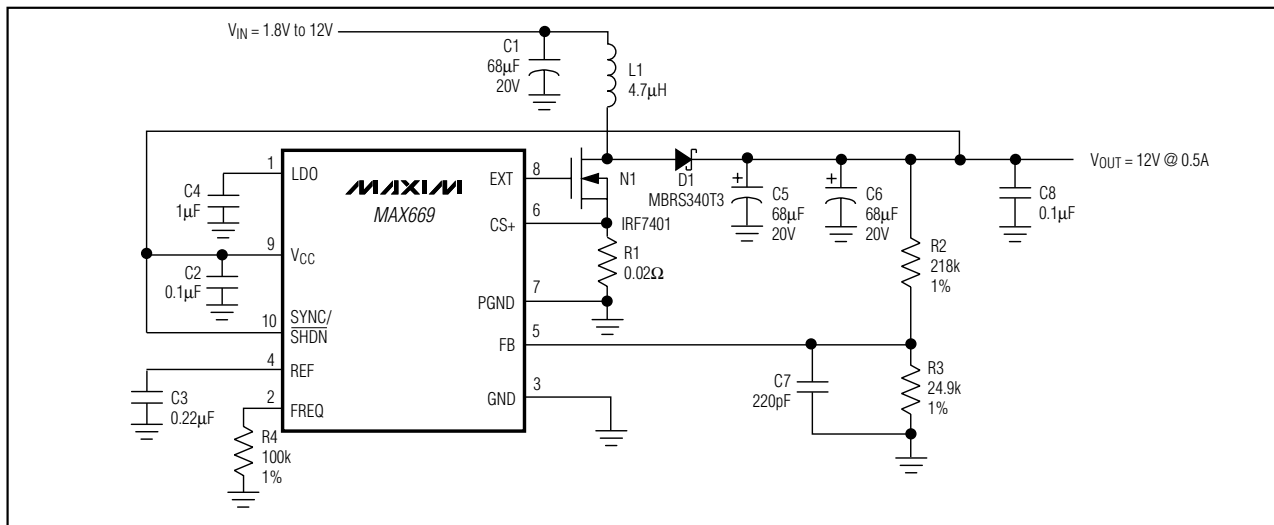 VIN = 1.8V to 12V
C1
68µF
20V
L1
4.7µH
VOUT = 12V @ 0.5A
1
LDO
C4
1µF
MAXIM
MAX669
EXT
8
N1
IRF7401
D1
MBRS340T3
C5
68µF
20V
C6
68µF
20V
C8
0.1µF
CS+
6
R1
0.02Ω
R2
218k
1%
9
VCC
C2
0.1µF
PGND
7
10
SYNC/
SHDN
FB
5
4
REF
C3
0.22µF
C7
220pF
R3
24.9k
1%
GND
3
2
FREQ
R4
100k
1%
+
+